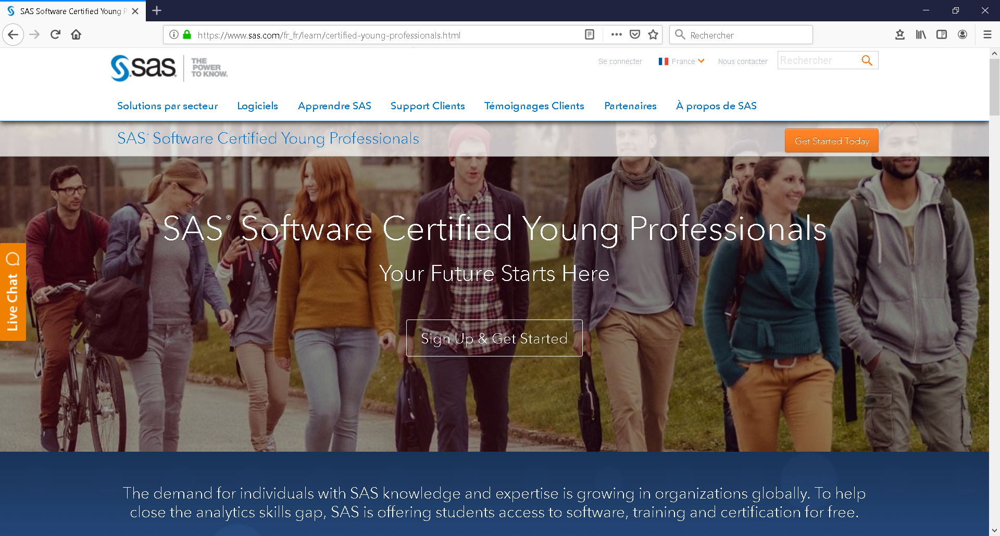 SAS Software Certified Young P
https://www.sas.com/fr_fr/learn/certified-young-professionals.html
Rechercher
sas
THE
POWER
TO KNOW®
Se connecter
France
Nous contacter
Rechercher
Solutions par secteur
Logiciels
Apprendre SAS
Support Clients
Témoignages Clients
Partenaires
À propos de SAS
SAS® Software Certified Young Professionals
Get Started Today
SAS® Software Certified Young Professionals
Your Future Starts Here
Sign Up & Get Started
Live Chat
The demand for individuals with SAS knowledge and expertise is growing in organizations globally. To help
close the analytics skills gap, SAS is offering students access to software, training and certification for free.